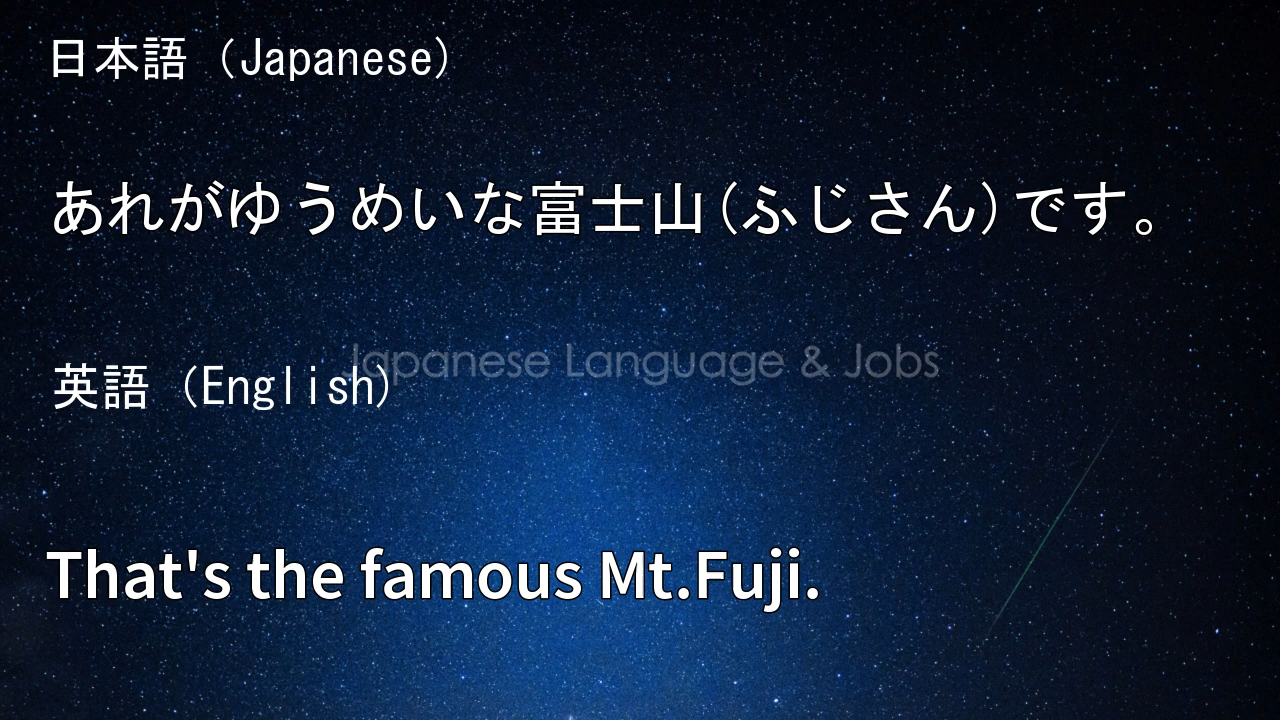 日本語 (Japanese)
あれがゆうめいな富士山(ふじさん)です。
Japanese Language & Jobs
英語 (English)
That's the famous Mt.Fuji.